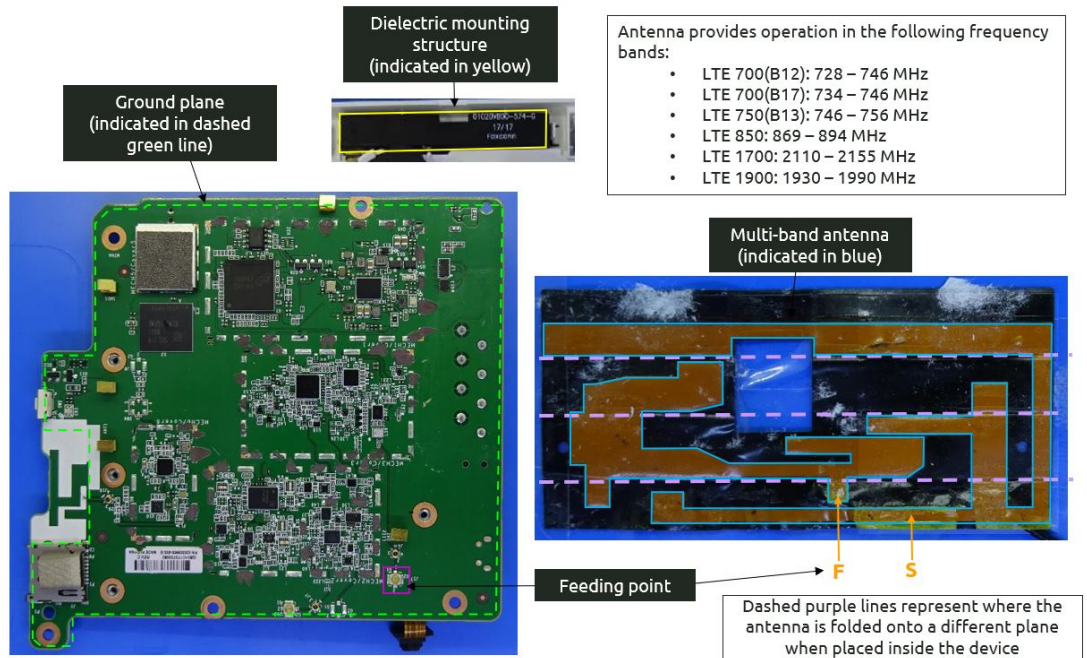 Dielectric mounting
structure
(indicated in yellow)
Antenna provides operation in the following frequency
bands:
• LTE 700(B12): 728 – 746 MHz
• LTE 700(B17): 734 – 746 MHz
• LTE 750(B13): 746 – 756 MHz
• LTE 850: 869 – 894 MHz
• LTE 1700: 2110 – 2155 MHz
• LTE 1900: 1930 – 1990 MHz
Ground plane
(indicated in dashed
green line)
17/17
Foxconn
Multi-band antenna
(indicated in blue)
Feeding point
F
S
Dashed purple lines represent where the
antenna is folded onto a different plane
when placed inside the device